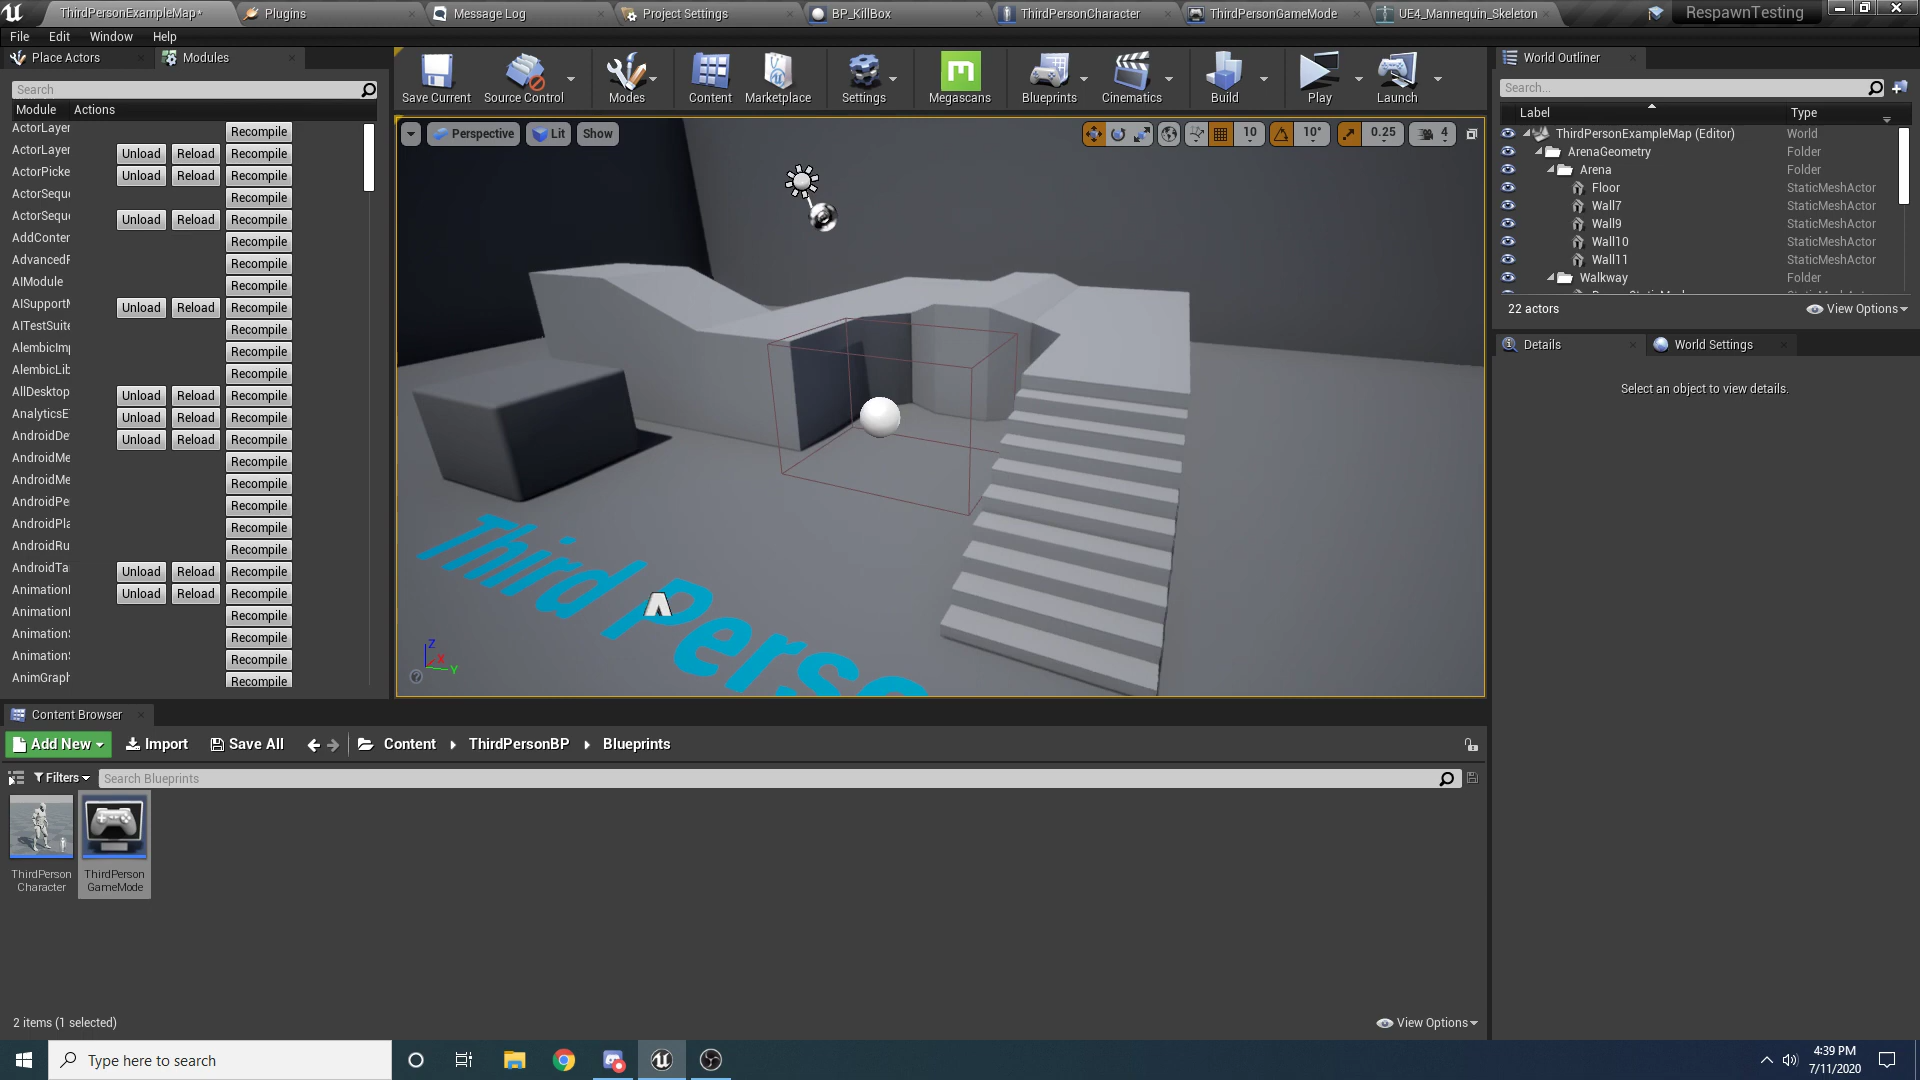 ThirdPersonExampleMap*
Plugins
Message Log
Project Settings
BP_KillBox
ThirdPersonCharacter
ThirdPersonGameMode
UE4_Mannequin_Skeleton
RespawnTesting
File Edit Window Help
Place Actors
Modules
Search
Module Actions
ActorLayer Recompile
ActorLayer Unload Reload Recompile
ActorPicke Unload Reload Recompile
ActorSequ Recompile
ActorSequ Unload Reload Recompile
AddConter Recompile
AdvancedF Recompile
AIModule Recompile
AISupportM Unload Reload Recompile
AITestSuite Recompile
AlembicImp Recompile
AlembicLib Recompile
AllDesktop Unload Reload Recompile
AnalyticsE Unload Reload Recompile
AndroidDe Unload Reload Recompile
AndroidMe Recompile
AndroidMe Recompile
AndroidPe Recompile
AndroidPla Recompile
AndroidRu Recompile
AndroidTa Unload Reload Recompile
Animation Unload Reload Recompile
Animation Recompile
AnimationS Recompile
AnimationS Recompile
AnimGraph Recompile
Save Current
Source Control
Modes
Content
Marketplace
Settings
Megascans
Blueprints
Cinematics
Build
Play
Launch
Perspective
Lit
Show
10
10°
0.25
4
Third Perso
Z
X
Y
World Outliner
Search...
Label Type
ThirdPersonExampleMap (Editor) World
ArenaGeometry Folder
Arena Folder
Floor StaticMeshActor
Wall7 StaticMeshActor
Wall9 StaticMeshActor
Wall10 StaticMeshActor
Wall11 StaticMeshActor
Walkway Folder
22 actors
View Options
Details
World Settings
Select an object to view details.
Content Browser
Add New
Import
Save All
Content
ThirdPersonBP
Blueprints
Filters
Search Blueprints
ThirdPerson
Character
ThirdPerson
GameMode
2 items (1 selected)
View Options
Type here to search
4:39 PM
7/11/2020